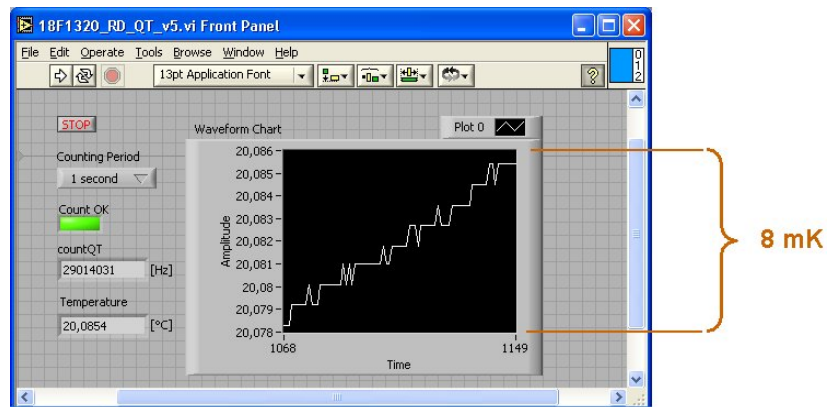 18F1320_RD_QT_v5.vi Front Panel
File Edit Operate Tools Browse Window Help
13pt Application Font
?
0
1
2
STOP
Waveform Chart
Plot 0
Counting Period
1 second
Count OK
countQT
29014031 [Hz]
Temperature
20,0854 [°C]
Amplitude
20,086
20,085
20,084
20,083
20,082
20,081
20,08
20,079
20,078
1068
1149
Time
8 mK